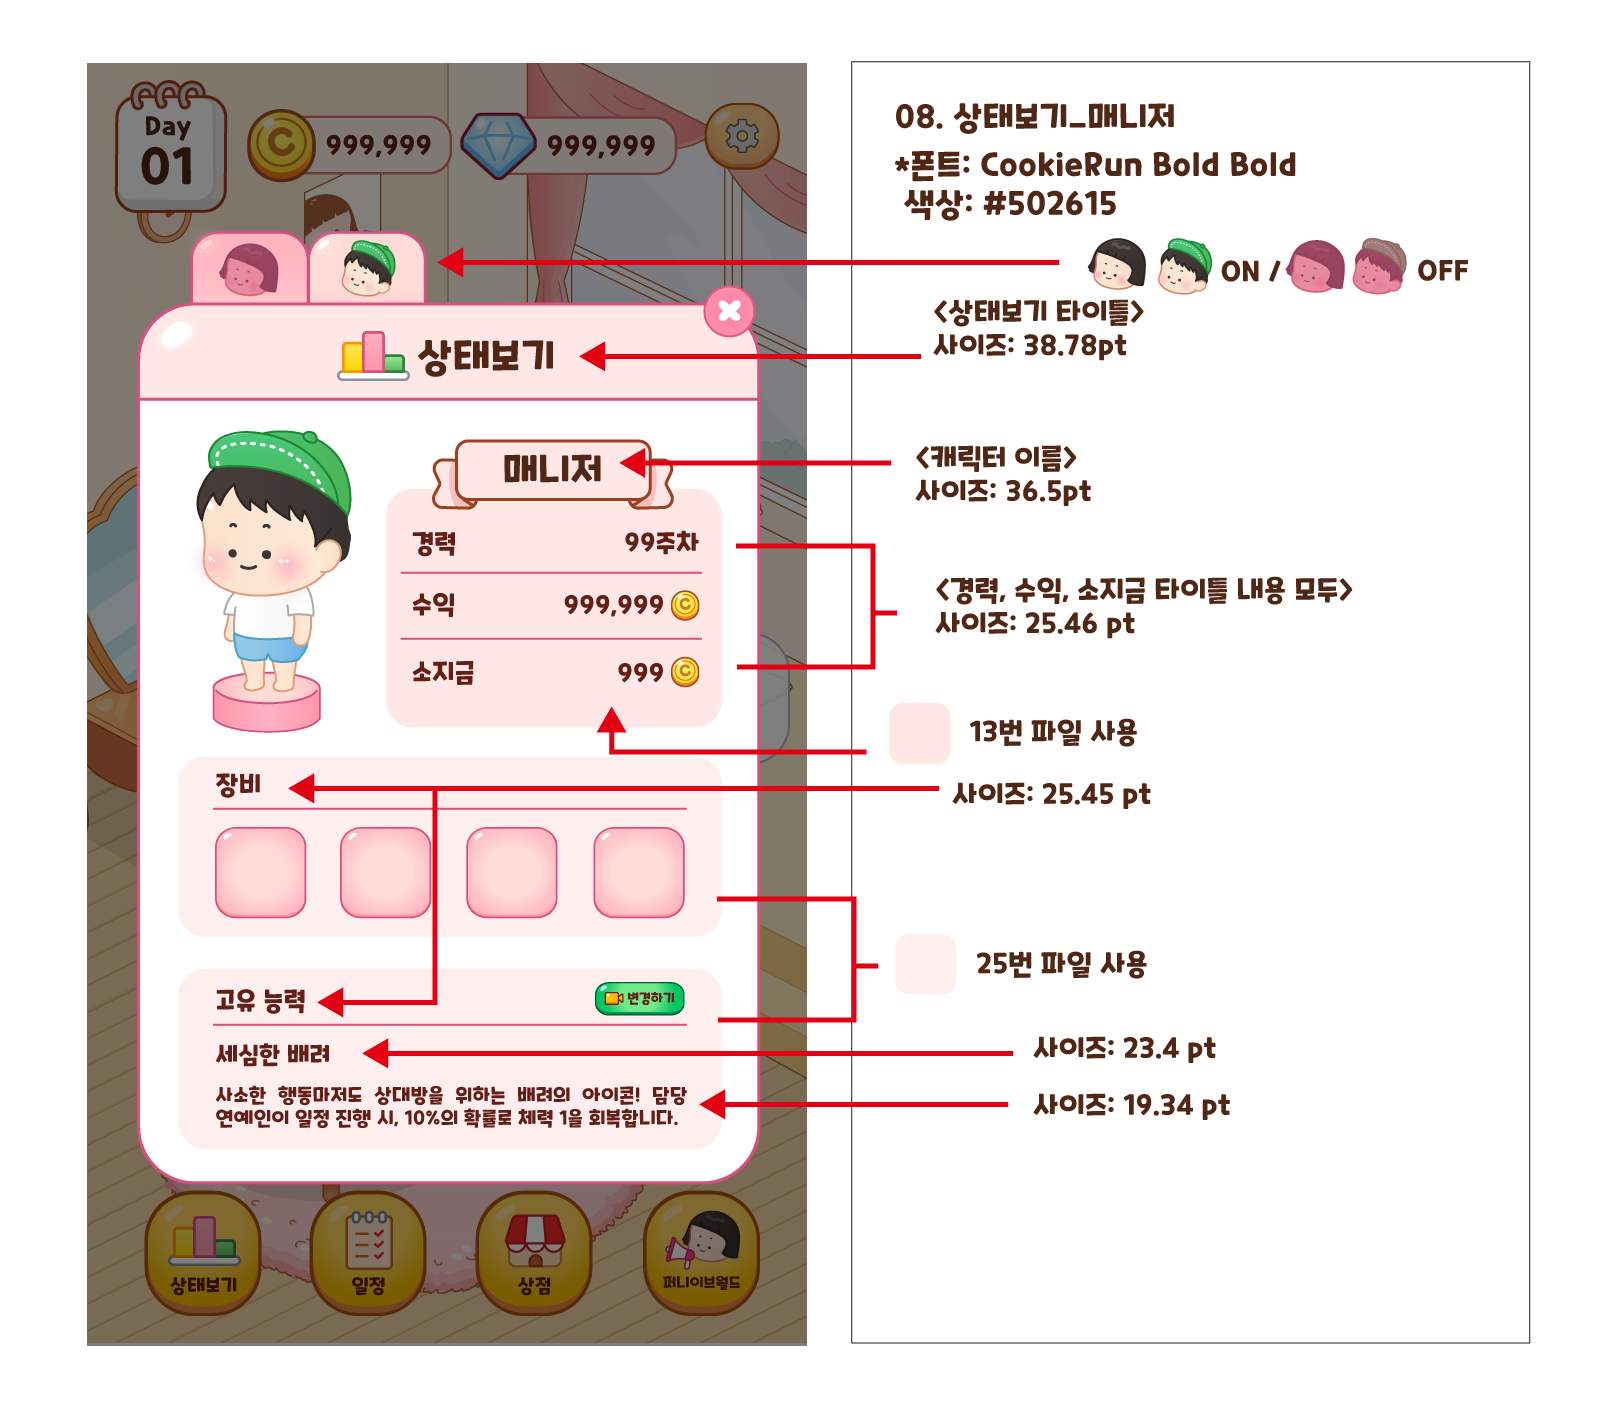 Day
01
999,999
999,999
상태보기
매니저
경력 99주차
수익 999,999
소지금 999
장비
고유 능력
변경하기
세심한 배려
사소한 행동마저도 상대방을 위하는 배려의 아이콘! 담당
연예인이 일정 진행 시, 10%의 확률로 체력 1을 회복합니다.
상태보기
일정
상점
퍼니이브월드
08. 상태보기_매니저
*폰트: CookieRun Bold Bold
색상: #502615
ON / OFF
<상태보기 타이틀>
사이즈: 38.78pt
<캐릭터 이름>
사이즈: 36.5pt
<경력, 수익, 소지금 타이틀 내용 모두>
사이즈: 25.46 pt
13번 파일 사용
사이즈: 25.45 pt
25번 파일 사용
사이즈: 23.4 pt
사이즈: 19.34 pt